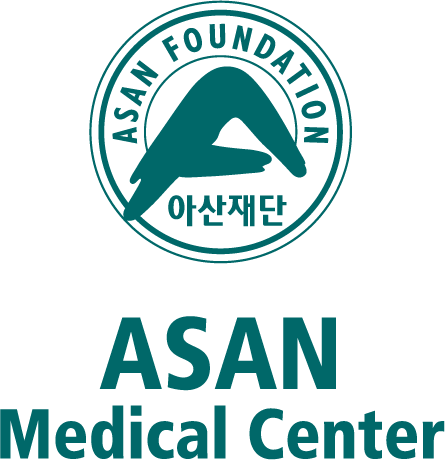 ASAN FOUNDATION
아산재단
ASAN
Medical Center